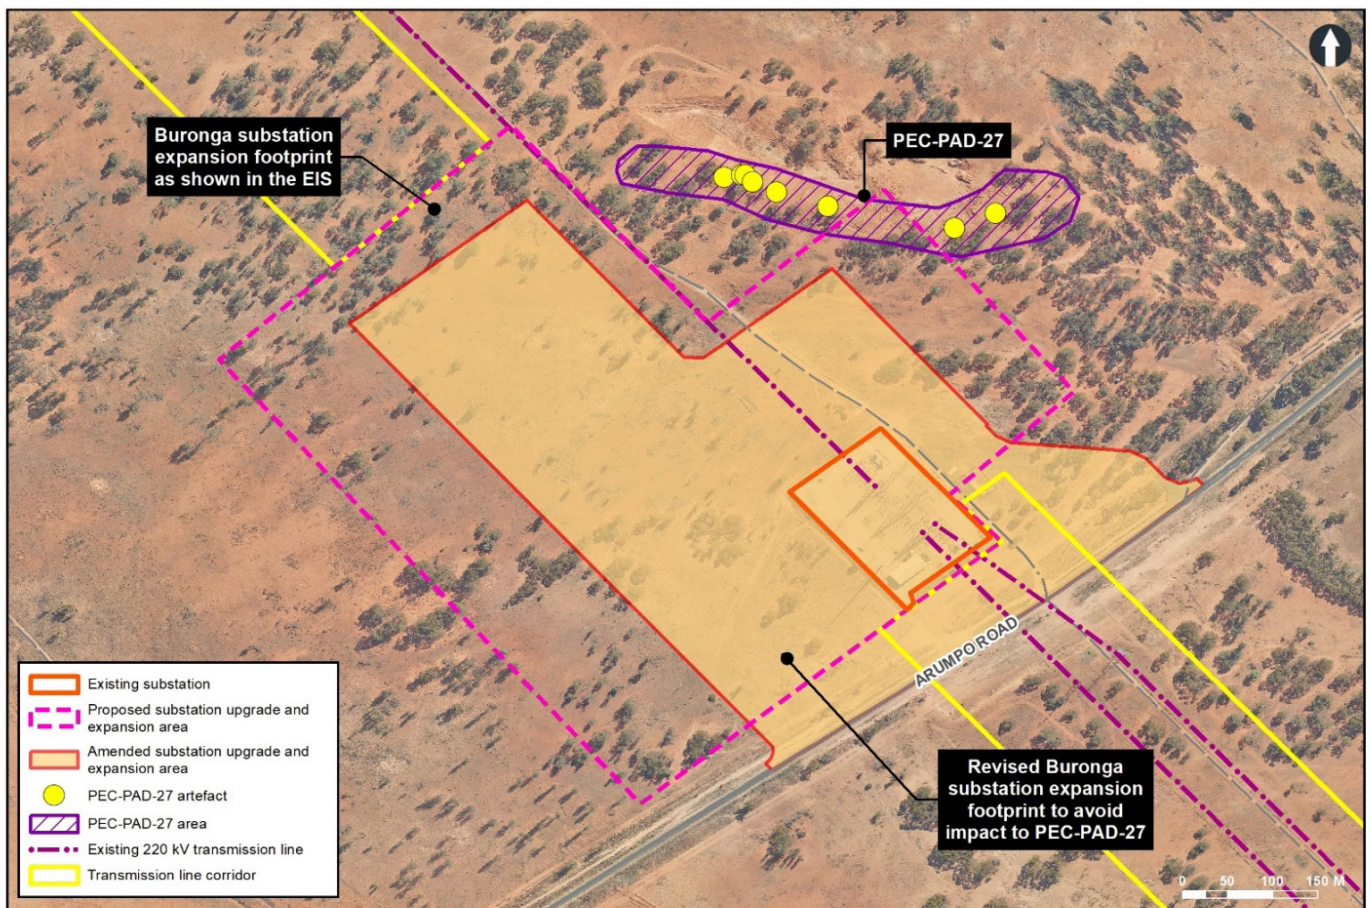 Buronga substation
expansion footprint
as shown in the EIS
PEC-PAD-27
ARUMPO ROAD
Revised Buronga
substation expansion
footprint to avoid
impact to PEC-PAD-27
Existing substation
Proposed substation upgrade and
expansion area
Amended substation upgrade and
expansion area
PEC-PAD-27 artefact
PEC-PAD-27 area
Existing 220 kV transmission line
Transmission line corridor
0 50 100 150 M